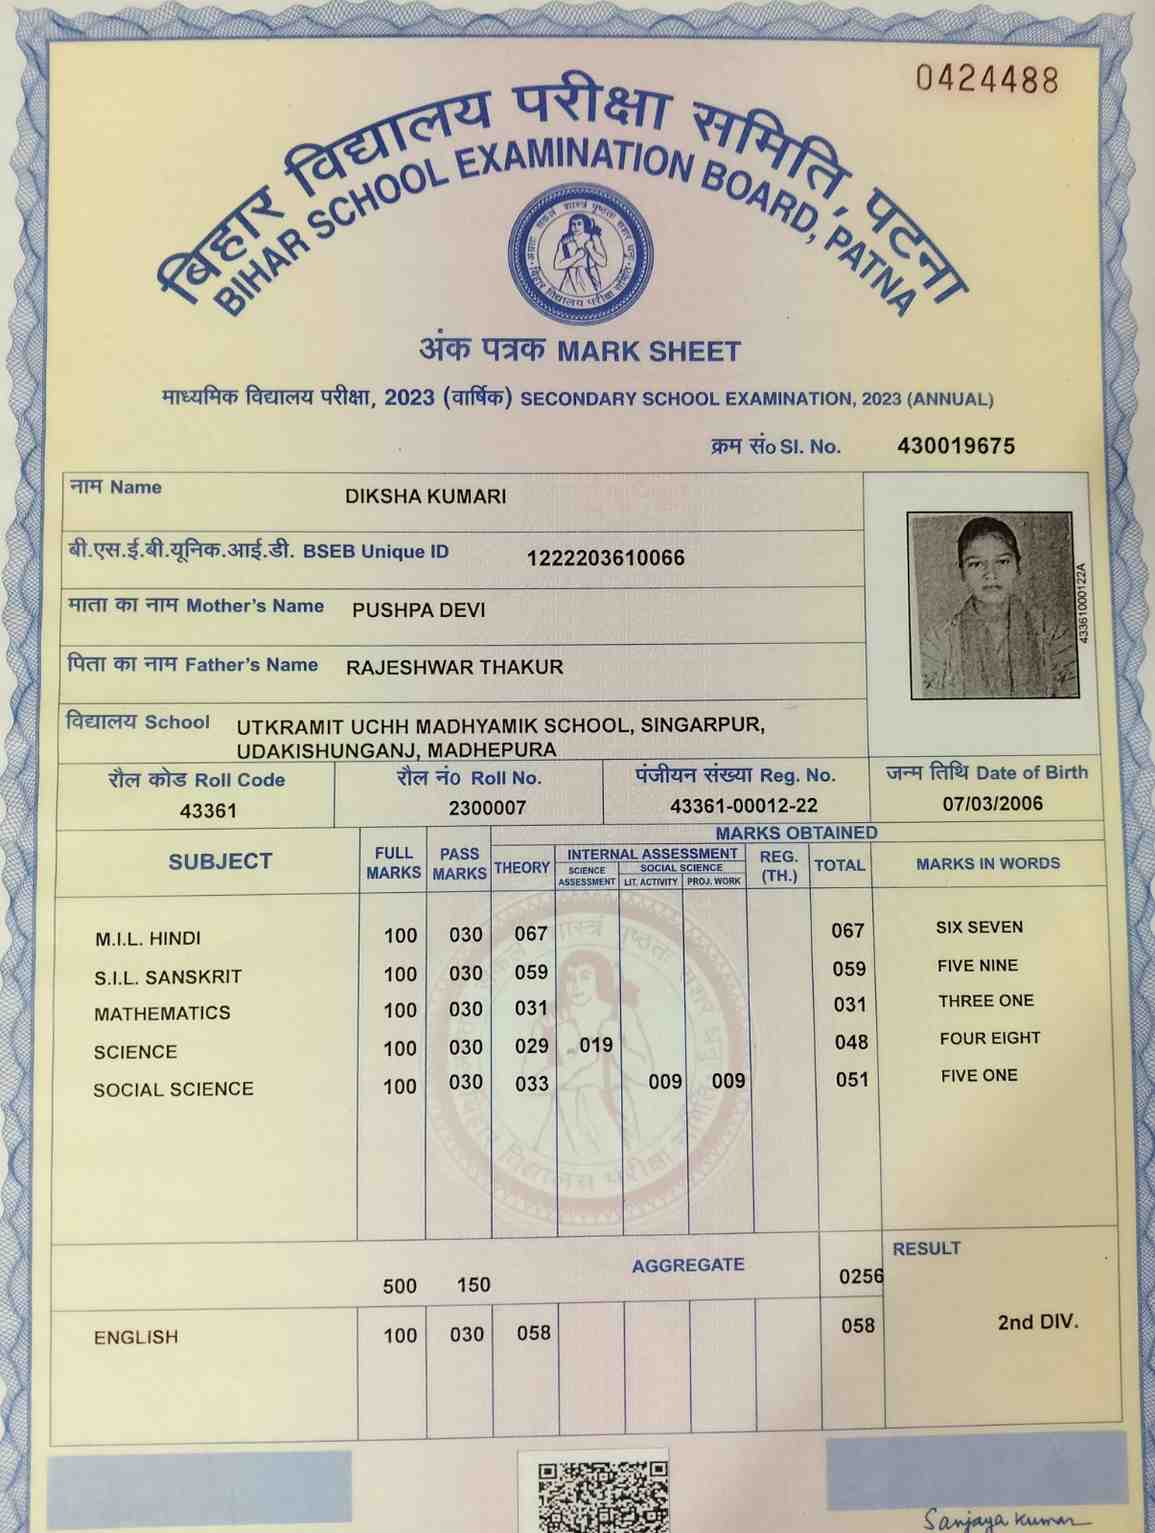 0424488
बिहार विद्यालय परीक्षा समिति, पटना
BIHAR SCHOOL EXAMINATION BOARD, PATNA
अंक पत्रक MARK SHEET
माध्यमिक विद्यालय परीक्षा, 2023 (वार्षिक) SECONDARY SCHOOL EXAMINATION, 2023 (ANNUAL)
क्रम सं० Sl. No. 430019675
नाम Name DIKSHA KUMARI
बी.एस.ई.बी.यूनिक.आई.डी. BSEB Unique ID 1222203610066
माता का नाम Mother's Name PUSHPA DEVI
पिता का नाम Father's Name RAJESHWAR THAKUR
43361000122A
विद्यालय School UTKRAMIT UCHH MADHYAMIK SCHOOL, SINGARPUR,
UDAKISHUNGANJ, MADHEPURA
रौल कोड Roll Code रौल नं० Roll No. पंजीयन संख्या Reg. No. जन्म तिथि Date of Birth
43361 2300007 43361-00012-22 07/03/2006
MARKS OBTAINED
SUBJECT FULL MARKS PASS MARKS THEORY INTERNAL ASSESSMENT REG. (TH.) TOTAL MARKS IN WORDS
SCIENCE ASSESSMENT SOCIAL SCIENCE
LIT. ACTIVITY PROJ. WORK
M.I.L. HINDI 100 030 067 067 SIX SEVEN
S.I.L. SANSKRIT 100 030 059 059 FIVE NINE
MATHEMATICS 100 030 031 031 THREE ONE
SCIENCE 100 030 029 019 048 FOUR EIGHT
SOCIAL SCIENCE 100 030 033 009 009 051 FIVE ONE
500 150 AGGREGATE 0256 RESULT
2nd DIV.
ENGLISH 100 030 058 058
Sanjaya Kumar